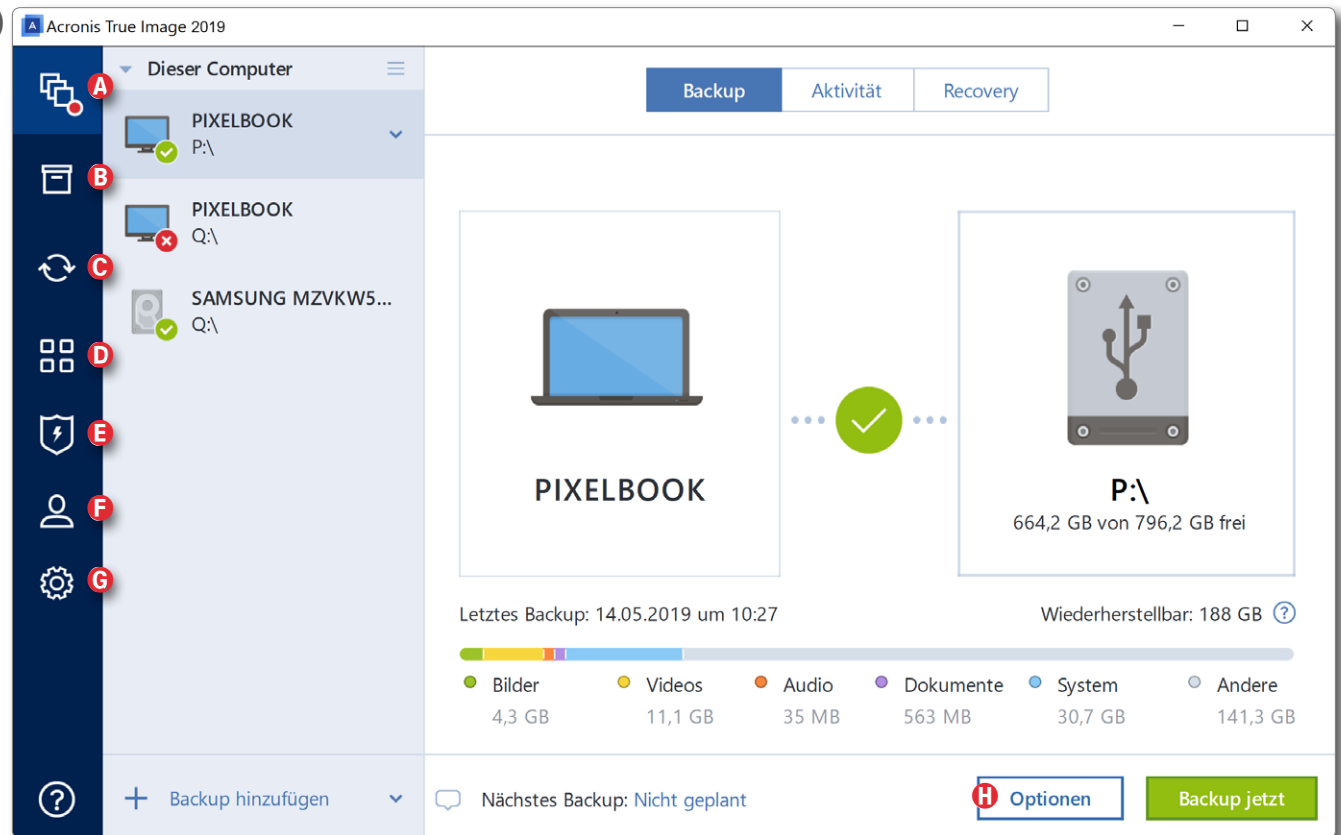 Acronis True Image 2019
A
B
C
D
E
F
G
Dieser Computer
PIXELBOOK
P:\
PIXELBOOK
Q:\
SAMSUNG MZVKW5...
Q:\
Backup hinzufügen
Backup Aktivität Recovery
PIXELBOOK
P:\
664,2 GB von 796,2 GB frei
Letztes Backup: 14.05.2019 um 10:27 Wiederherstellbar: 188 GB ?
Bilder Videos Audio Dokumente System Andere
4,3 GB 11,1 GB 35 MB 563 MB 30,7 GB 141,3 GB
?
Nächstes Backup: Nicht geplant
H Optionen Backup jetzt